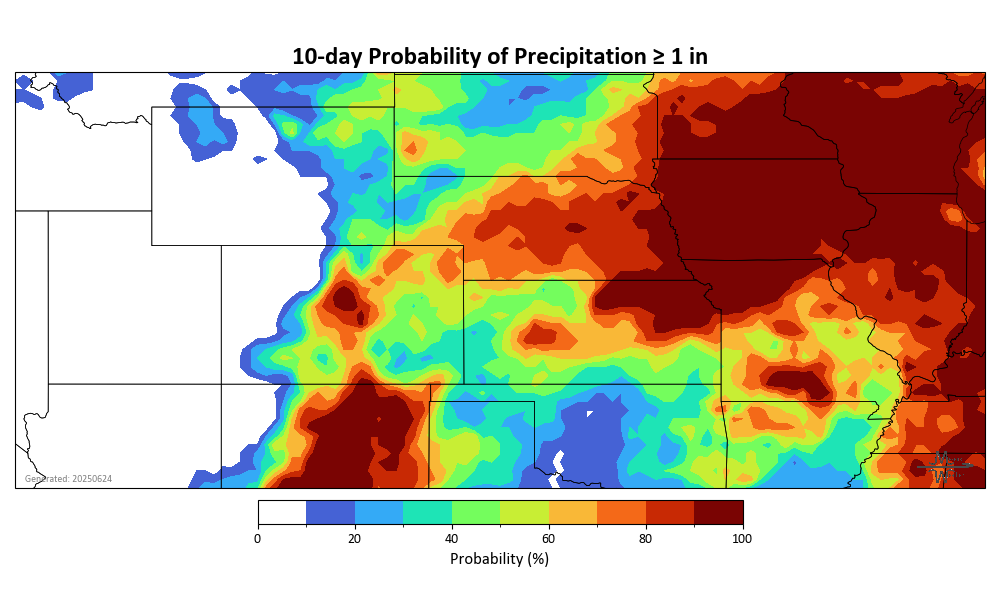 10-day Probability of Precipitation ≥ 1 in
Generated: 20250624
0 20 40 60 80 100
Probability (%)